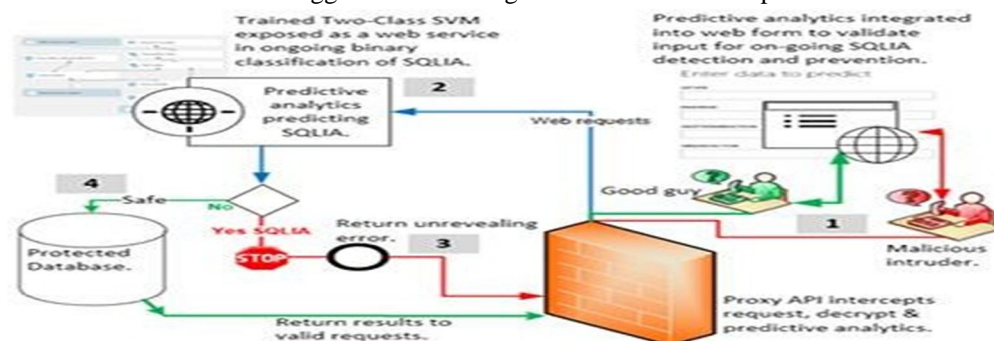 Trained Two-Class SVM
exposed as a web service
in ongoing binary
classification of SQLIA.
Predictive analytics integrated
into web form to validate
input for on-going SQLIA
detection and prevention.
Enter data to predict
2
Predictive
analytics
predicting
SQLIA.
Web requests
4
Safe
No
Good guy
1
Yes SQLIA
STOP
Return unrevealing
error.
3
Protected
Database.
Malicious
intruder.
Proxy API intercepts
request, decrypt &
predictive analytics.
Return results to
valid requests.